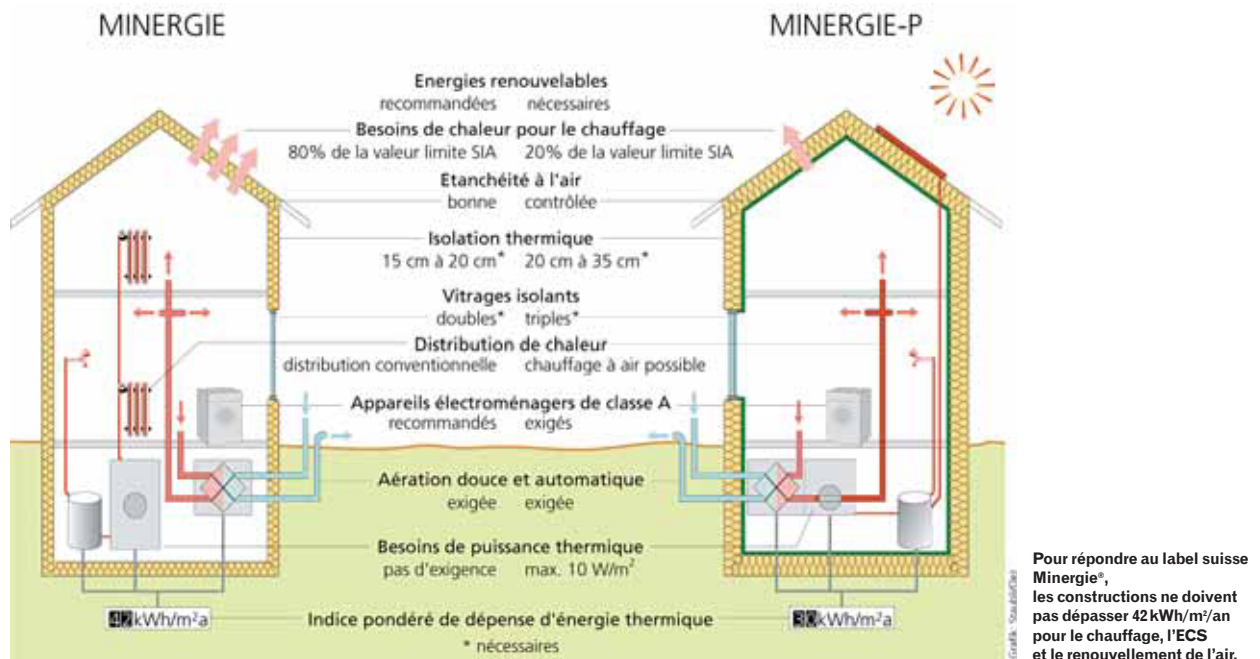 MINERGIE MINERGIE-P
Energies renouvelables
recommandées nécessaires
Besoins de chaleur pour le chauffage
80% de la valeur limite SIA 20% de la valeur limite SIA
Etanchéité à l'air
bonne contrôlée
Isolation thermique
15 cm à 20 cm* 20 cm à 35 cm*
Vitrages isolants
doubles* triples*
Distribution de chaleur
distribution conventionnelle chauffage à air possible
Appareils électroménagers de classe A
recommandés exigés
Aération douce et automatique
exigée exigée
Besoins de puissance thermique
pas d'exigence max. 10 W/m²
42kWh/m²a Indice pondéré de dépense d'énergie thermique 30kWh/m²a
* nécessaires
Pour répondre au label suisse
Minergie®,
les constructions ne doivent
pas dépasser 42 kWh/m²/an
pour le chauffage, l'ECS
et le renouvellement de l'air.